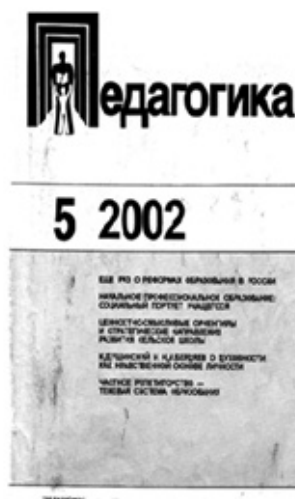 Педагогика
5 2002
ЕЩЕ РАЗ О РЕФОРМАХ ОБРАЗОВАНИЯ В РОССИИ
НАЧАЛЬНОЕ ПРОФЕССИОНАЛЬНОЕ ОБРАЗОВАНИЕ:
СОЦИАЛЬНЫЙ ПОРТРЕТ УЧАЩЕГОСЯ
ЦЕННОСТНО-СМЫСЛОВЫЕ ОРИЕНТИРЫ
И СТРАТЕГИЧЕСКИЕ НАПРАВЛЕНИЯ
РАЗВИТИЯ СЕЛЬСКОЙ ШКОЛЫ
К.Д.УШИНСКИЙ И Н.А.БЕРДЯЕВ О ДУХОВНОСТИ
КАК НРАВСТВЕННОЙ ОСНОВЕ ЛИЧНОСТИ
ЧАСТНОЕ РЕПЕТИТОРСТВО —
ТЕНЕВАЯ СИСТЕМА ОБРАЗОВАНИЯ